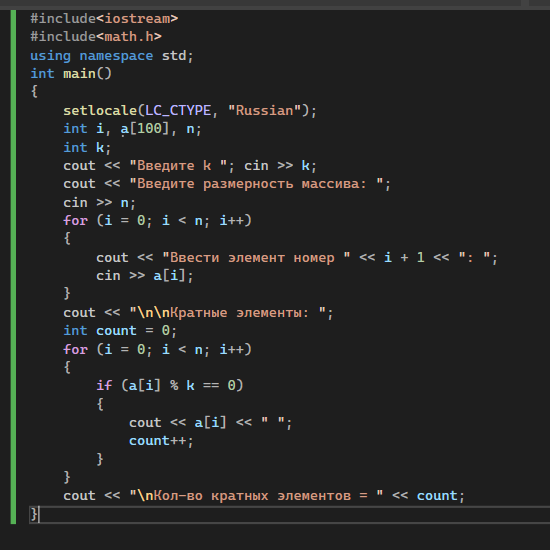 #include<iostream>
#include<math.h>
using namespace std;
int main()
{
    setlocale(LC_CTYPE, "Russian");
    int i, a[100], n;
    int k;
    cout << "Введите k "; cin >> k;
    cout << "Введите размерность массива: ";
    cin >> n;
    for (i = 0; i < n; i++)
    {
        cout << "Ввести элемент номер " << i + 1 << ": ";
        cin >> a[i];
    }
    cout << "\n\nКратные элементы: ";
    int count = 0;
    for (i = 0; i < n; i++)
    {
        if (a[i] % k == 0)
        {
            cout << a[i] << " ";
            count++;
        }
    }
    cout << "\nКол-во кратных элементов = " << count;
}